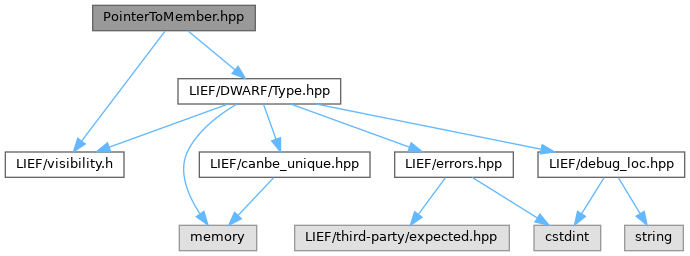 PointerToMember.hpp
LIEF/DWARF/Type.hpp
LIEF/visibility.h
LIEF/canbe_unique.hpp
LIEF/errors.hpp
LIEF/debug_loc.hpp
memory
LIEF/third-party/expected.hpp
cstdint
string